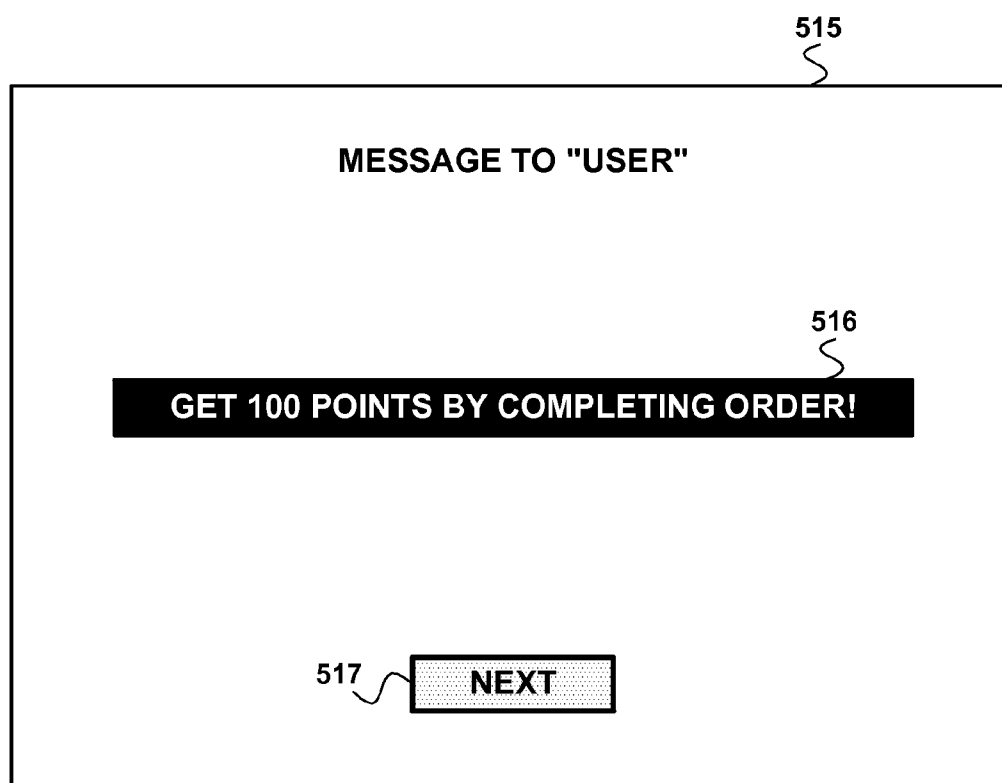 515
MESSAGE TO "USER"
516
GET 100 POINTS BY COMPLETING ORDER!
517
NEXT